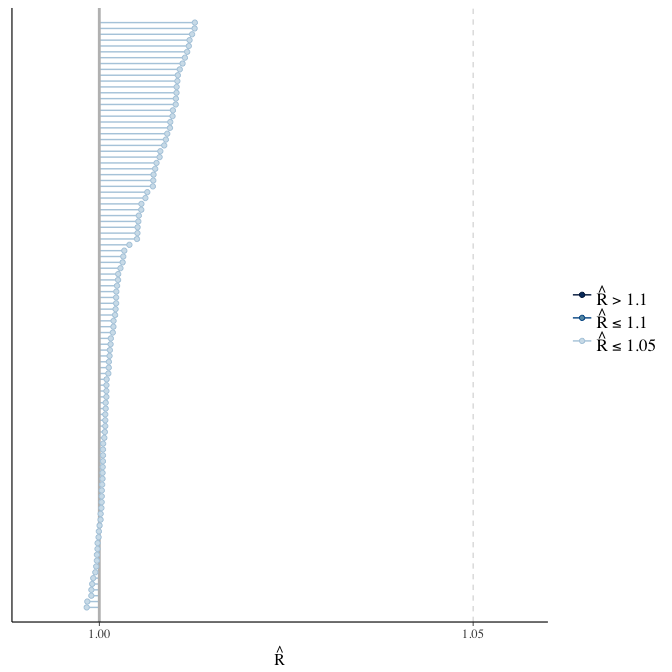 R̂ > 1.1
R̂ ≤ 1.1
R̂ ≤ 1.05
1.00 1.05
R̂